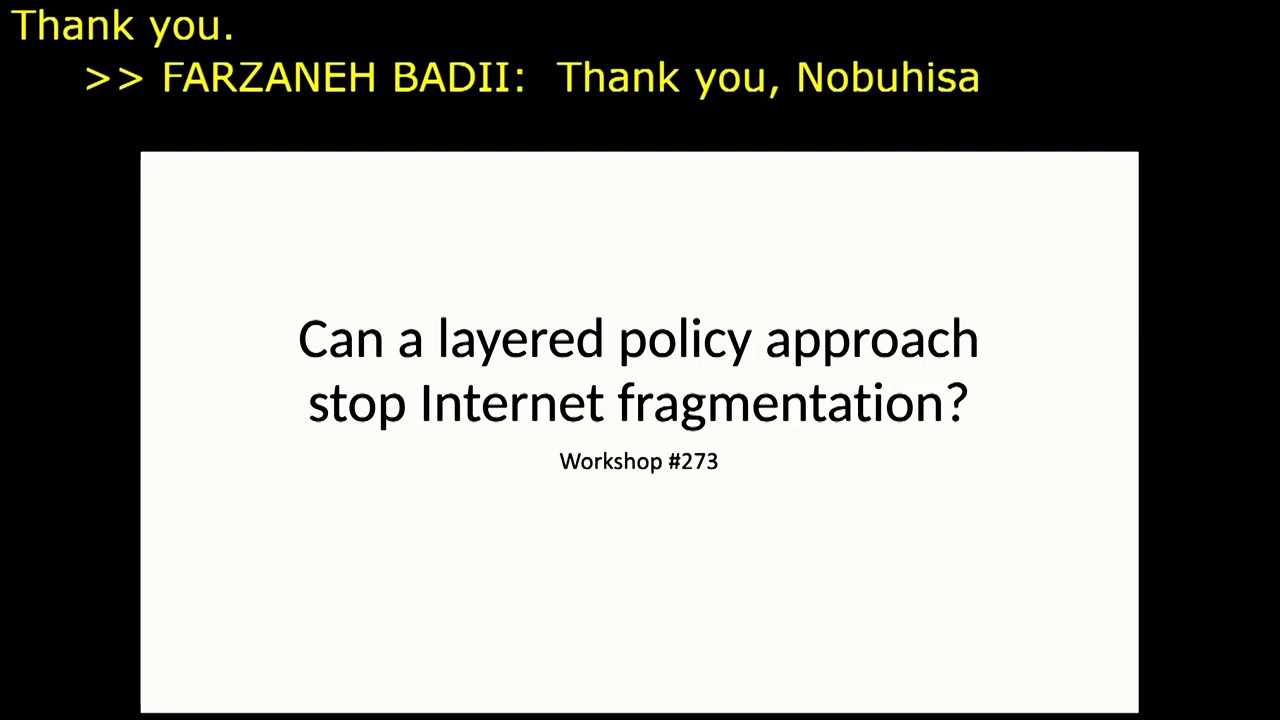 Thank you.
>> FARZANEH BADII:  Thank you, Nobuhisa
Can a layered policy approach
stop Internet fragmentation?
Workshop #273